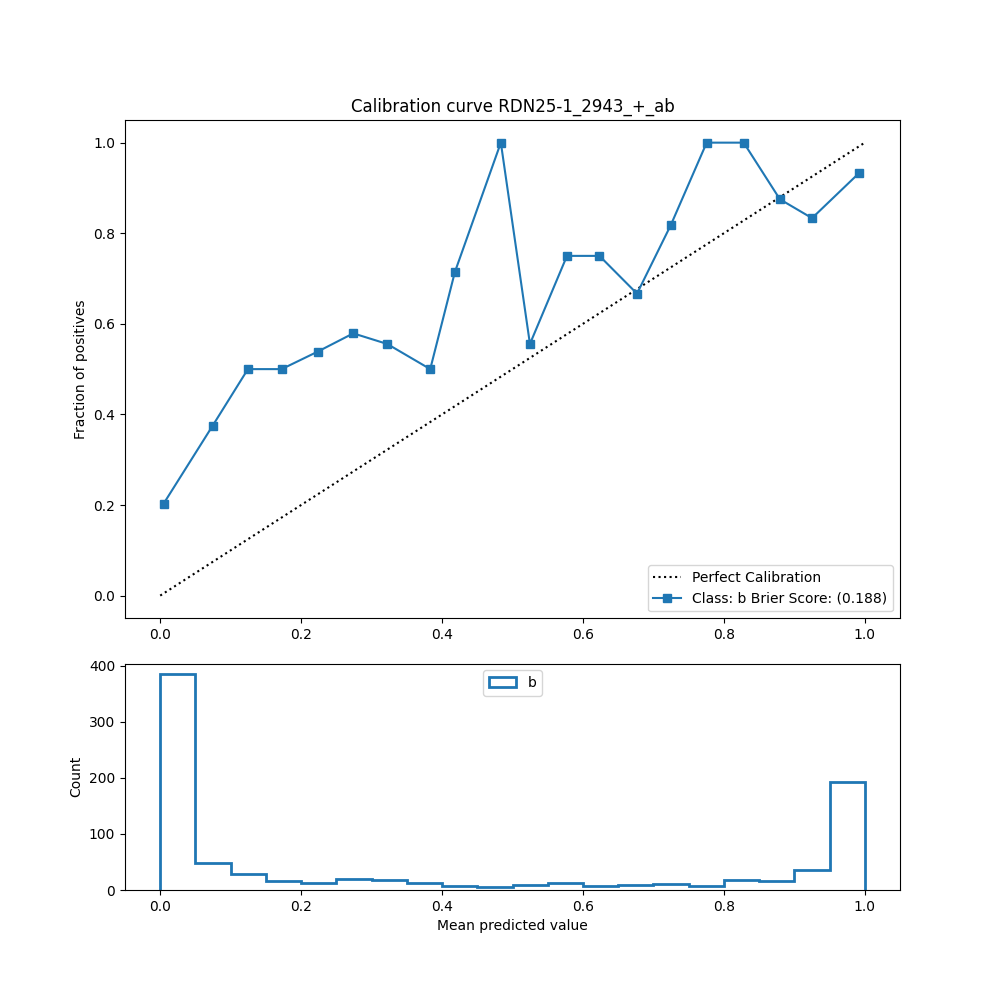 Calibration curve RDN25-1_2943_+_ab
1.0
0.8
0.6
0.4
0.2
0.0
Fraction of positives
Perfect Calibration
Class: b Brier Score: (0.188)
0.0 0.2 0.4 0.6 0.8 1.0
400
300
200
100
0
Count
b
0.0 0.2 0.4 0.6 0.8 1.0
Mean predicted value